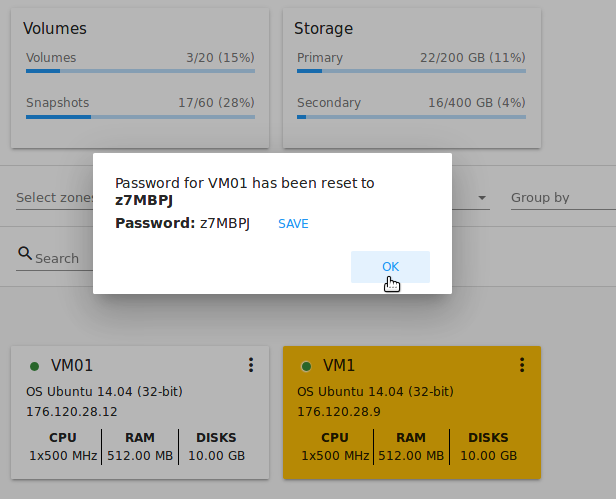 Volumes
Volumes 3/20 (15%)
Snapshots 17/60 (28%)
Storage
Primary 22/200 GB (11%)
Secondary 16/400 GB (4%)
Password for VM01 has been reset to
z7MBPJ
Password: z7MBPJ SAVE
OK
Select zones
Group by
Search
VM01
OS Ubuntu 14.04 (32-bit)
176.120.28.12
CPU RAM DISKS
1x500 MHz 512.00 MB 10.00 GB
VM1
OS Ubuntu 14.04 (32-bit)
176.120.28.9
CPU RAM DISKS
1x500 MHz 512.00 MB 10.00 GB